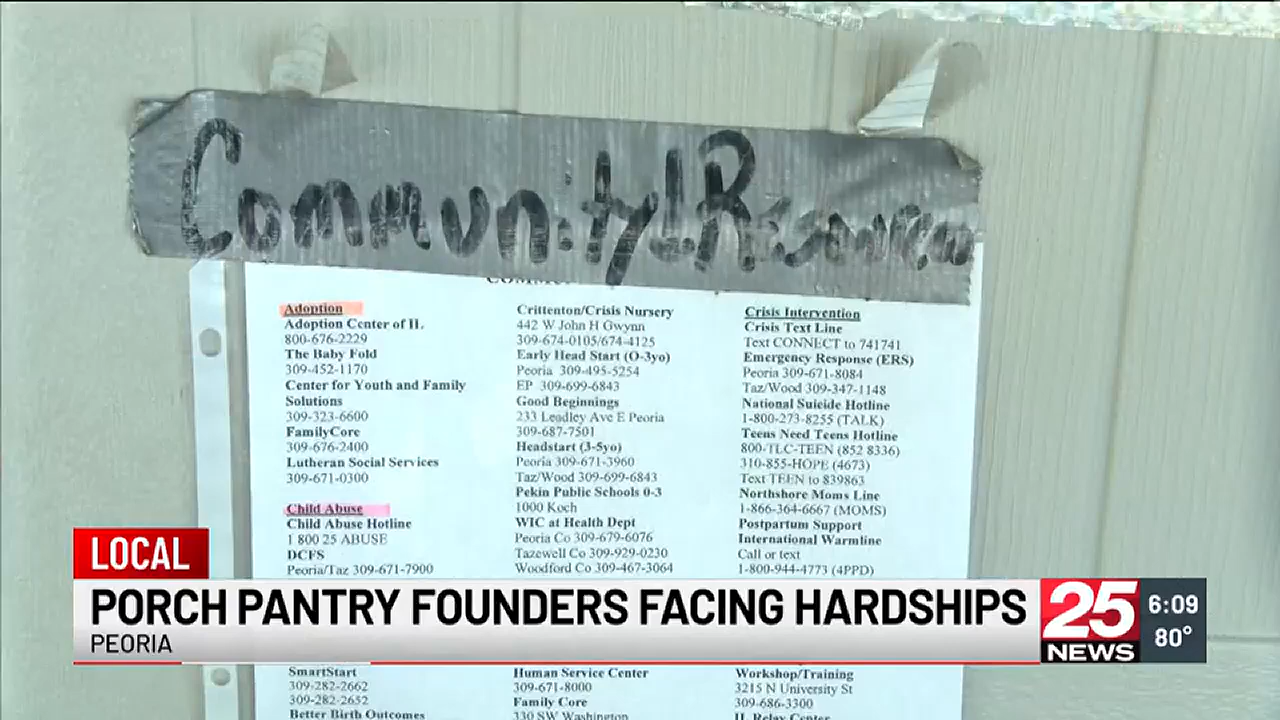 Community Resources
Adoption
Adoption Center of IL
800-676-2229
The Baby Fold
309-452-1170
Center for Youth and Family
Solutions
309-323-6600
FamilyCore
309-676-2400
Lutheran Social Services
309-671-0300
Child Abuse
Child Abuse Hotline
1 800 25 ABUSE
DCFS
Peoria/Taz 309-671-7900
SmartStart
309-282-2662
309-282-2652
Better Birth Outcomes
Crittenton/Crisis Nursery
442 W John H Gwynn
309-674-0105/674-4125
Early Head Start (O-3yo)
Peoria 309-495-5254
EP 309-699-6843
Good Beginnings
233 Leadley Ave E Peoria
309-687-7501
Headstart (3-5yo)
Peoria 309-671-3960
Taz/Wood 309-699-6843
Pekin Public Schools 0-3
1000 Koch
WIC at Health Dept
Peoria Co 309-679-6076
Tazewell Co 309-929-0230
Woodford Co 309-467-3064
Human Service Center
309-671-8000
Family Core
330 SW Washington
Crisis Intervention
Crisis Text Line
Text CONNECT to 741741
Emergency Response (ERS)
Peoria 309-671-8084
Taz/Wood 309-347-1148
National Suicide Hotline
1-800-273-8255 (TALK)
Teens Need Teens Hotline
800-TLC-TEEN (852 8336)
310-855-HOPE (4673)
Text TEEN to 839863
Northshore Moms Line
1-866-364-6667 (MOMS)
Postpartum Support
International Warmline
Call or text
1-800-944-4773 (4PPD)
Workshop/Training
3215 N University St
309-686-3300
IL Relay Center
LOCAL
PORCH PANTRY FOUNDERS FACING HARDSHIPS
PEORIA
25
NEWS
6:09
80°